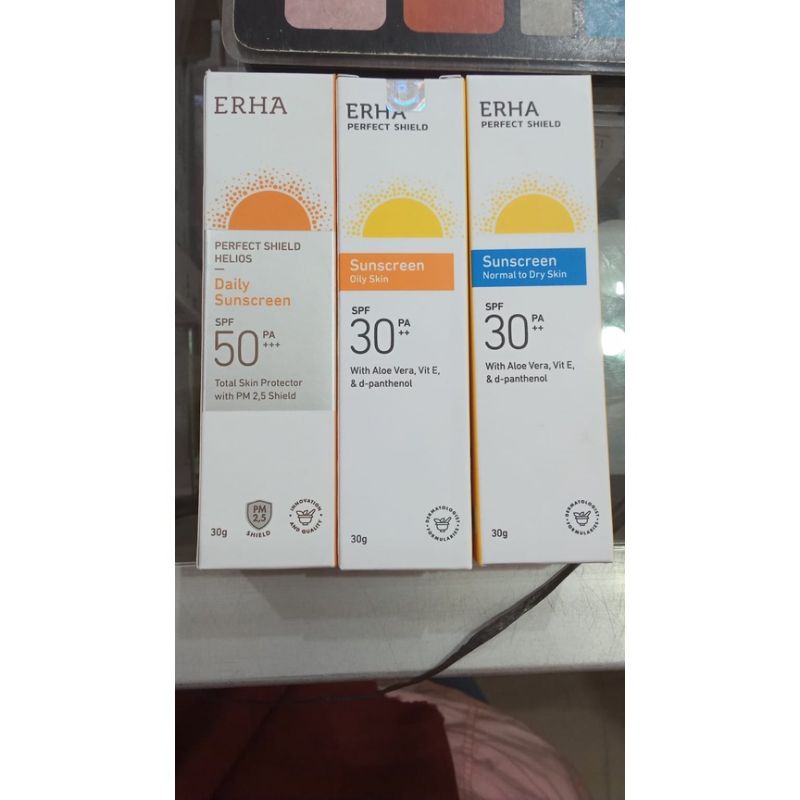 ERHA
PERFECT SHIELD
HELIOS
Daily
Sunscreen
SPF
50 PA
+++
Total Skin Protector
with PM 2,5 Shield
30g
PM
2,5
SHIELD
INNOVATION
AND QUALITY
ERHA
PERFECT SHIELD
Sunscreen
Oily Skin
SPF
30 PA
++
With Aloe Vera, Vit E,
& d-panthenol
30g
DERMATOLOGIST
FORMULARIES
ERHA
PERFECT SHIELD
Sunscreen
Normal to Dry Skin
SPF
30 PA
++
With Aloe Vera, Vit E,
& d-panthenol
30g
DERMATOLOGIST
FORMULARIES